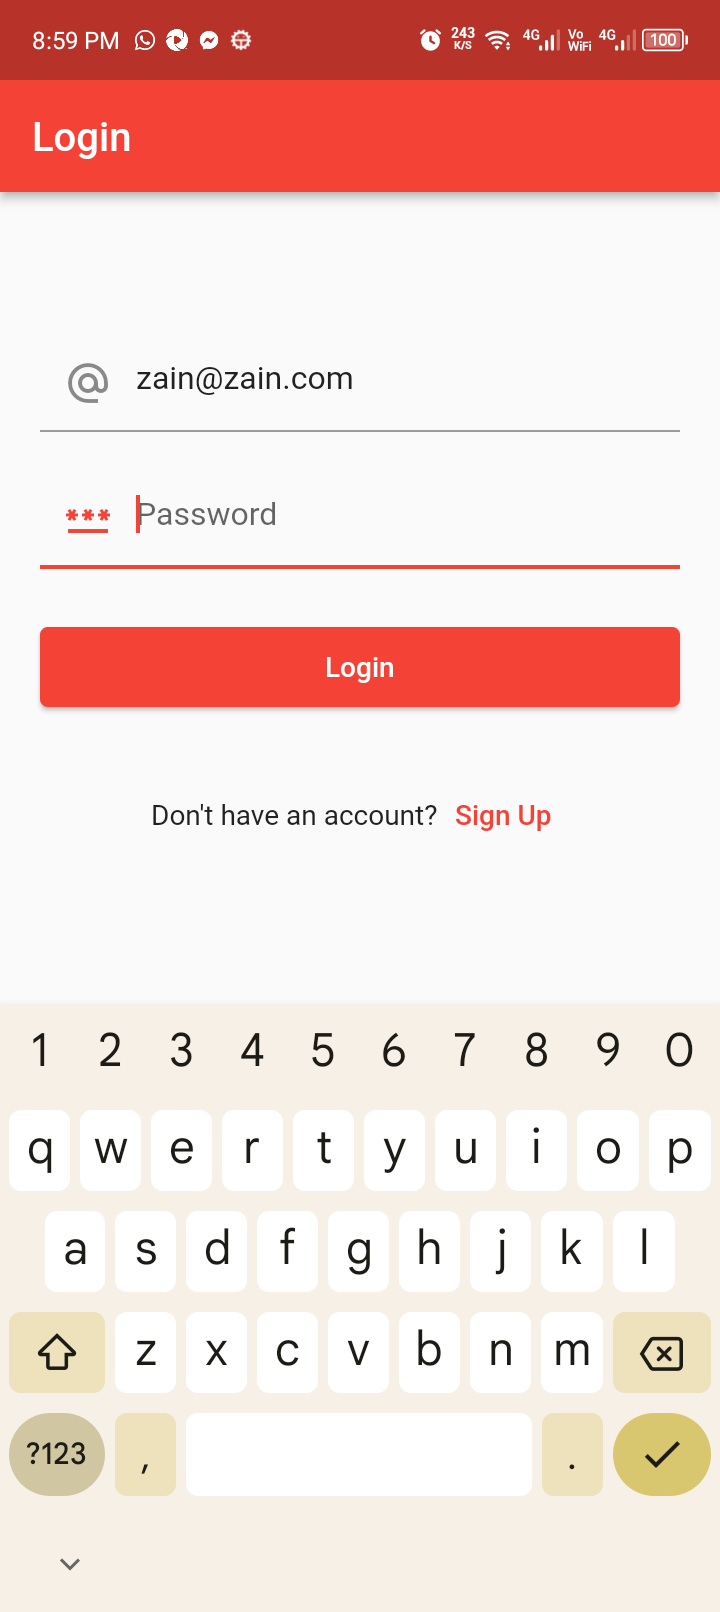 8:59 PM 243 K/S 4G Vo WiFi 4G 100
Login
zain@zain.com
*** Password
Login
Don't have an account? Sign Up
1 2 3 4 5 6 7 8 9 0
q w e r t y u i o p
a s d f g h j k l
z x c v b n m
?123 , .